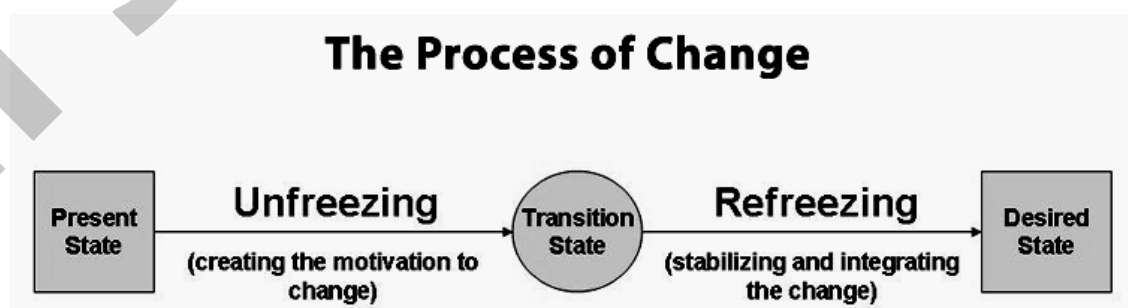 The Process of Change
Present
State
Unfreezing
(creating the motivation to
change)
Transition
State
Refreezing
(stabilizing and integrating
the change)
Desired
State